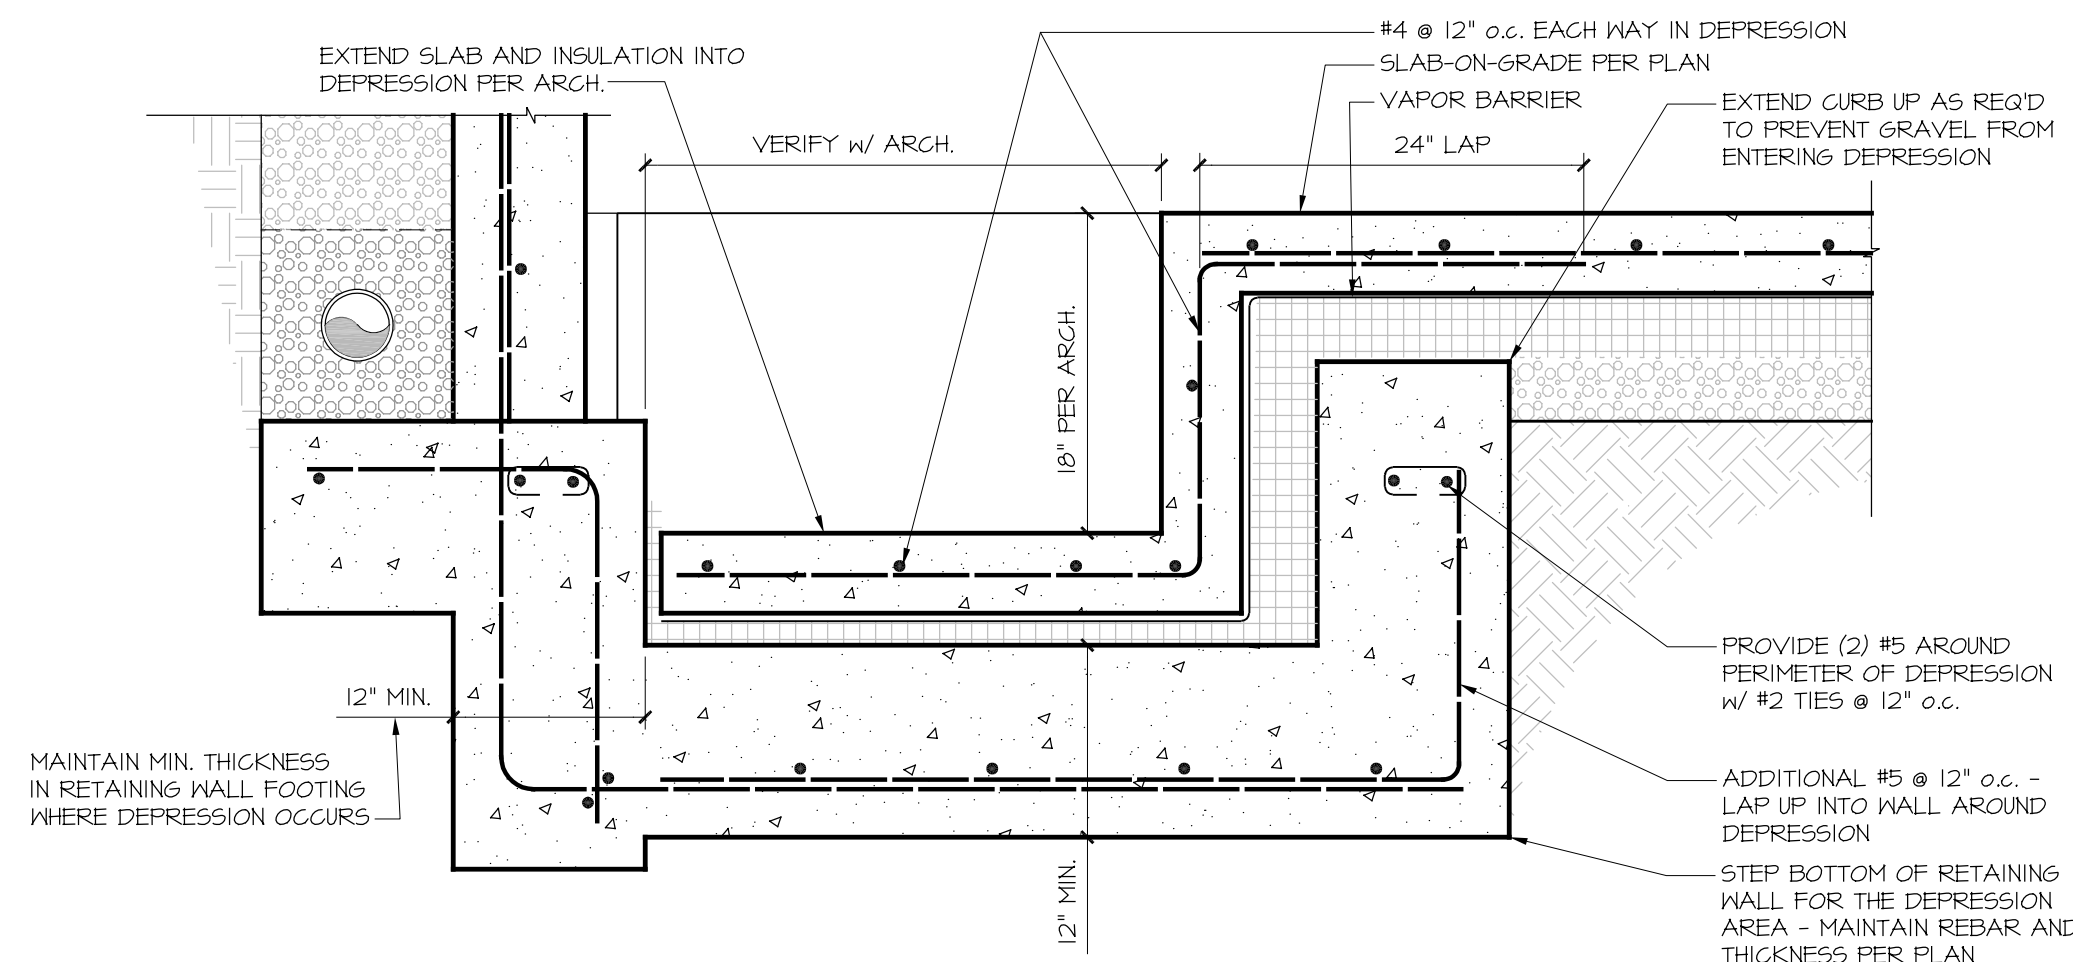 EXTEND SLAB AND INSULATION INTO
DEPRESSION PER ARCH.
#4 @ 12" o.c. EACH WAY IN DEPRESSION
SLAB-ON-GRADE PER PLAN
VAPOR BARRIER
EXTEND CURB UP AS REQ'D
TO PREVENT GRAVEL FROM
ENTERING DEPRESSION
VERIFY w/ ARCH.
24" LAP
18" PER ARCH.
12" MIN.
MAINTAIN MIN. THICKNESS
IN RETAINING WALL FOOTING
WHERE DEPRESSION OCCURS
12" MIN.
PROVIDE (2) #5 AROUND
PERIMETER OF DEPRESSION
w/ #2 TIES @ 12" o.c.
ADDITIONAL #5 @ 12" o.c. -
LAP UP INTO WALL AROUND
DEPRESSION
STEP BOTTOM OF RETAINING
WALL FOR THE DEPRESSION
AREA - MAINTAIN REBAR AND
THICKNESS PER PLAN